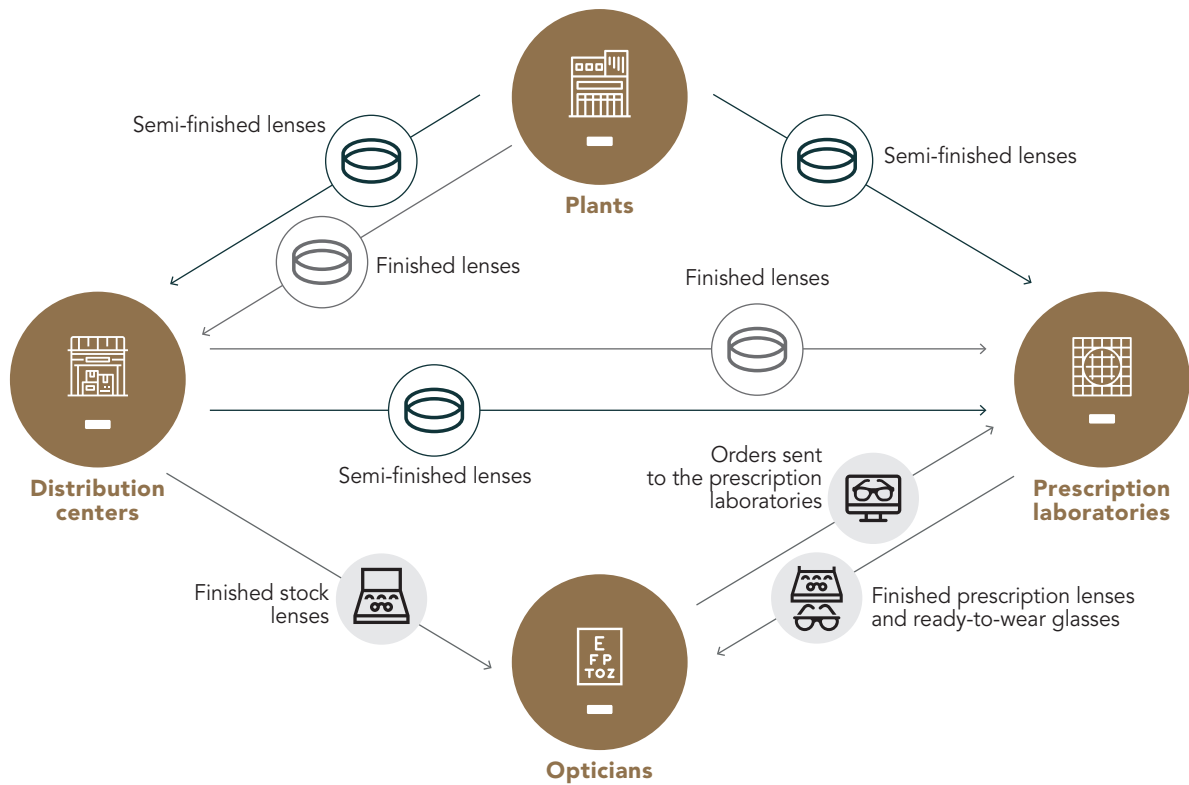 Semi-finished lenses
Semi-finished lenses
Plants
Finished lenses
Finished lenses
Semi-finished lenses
Distribution
centers
Orders sent
to the prescription
laboratories
Prescription
laboratories
Finished stock
lenses
Finished prescription lenses
and ready-to-wear glasses
E
F P
T O Z
Opticians